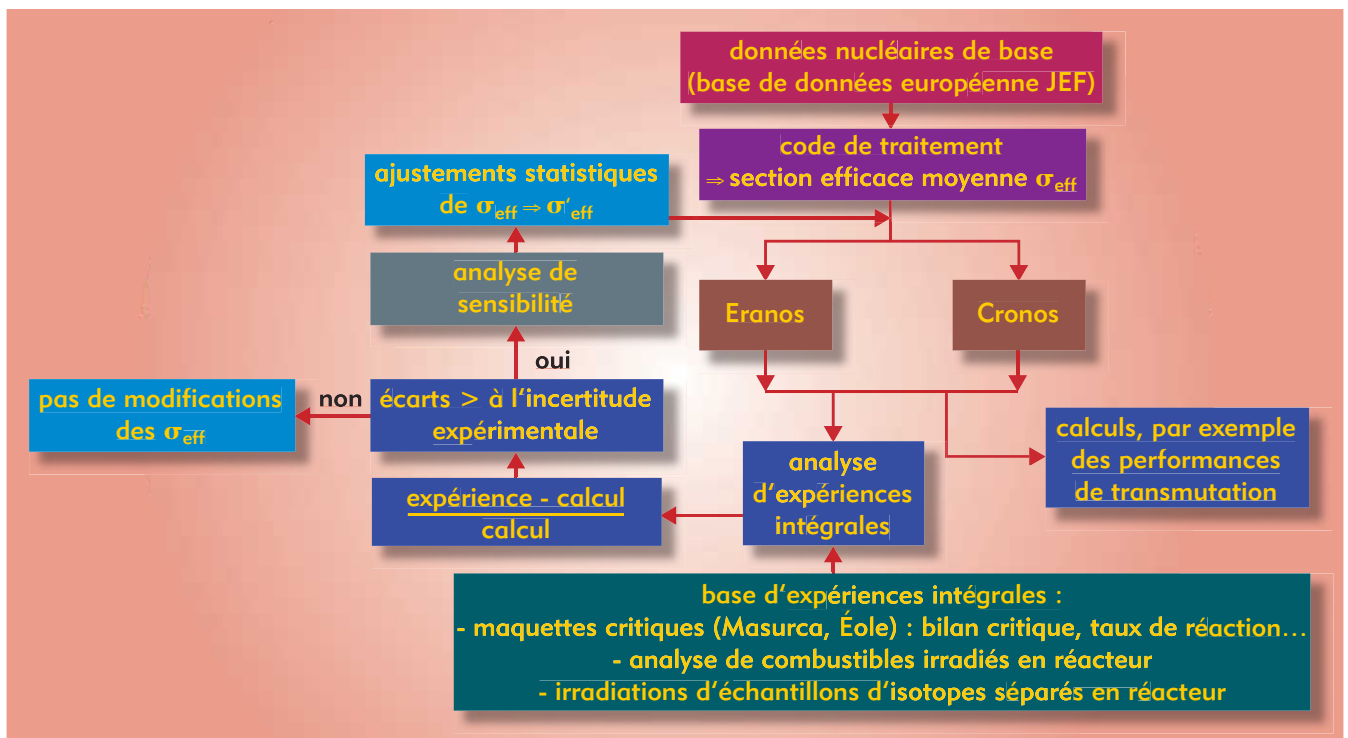 données nucléaires de base
(base de données européenne JEF)
code de traitement
⇒ section efficace moyenne σeff
ajustements statistiques
de σeff ⇒ σ'eff
analyse de
sensibilité
Eranos
Cronos
oui
pas de modifications
des σeff
non
écarts > à l'incertitude
expérimentale
calculs, par exemple
des performances
de transmutation
analyse
d'expériences
intégrales
expérience - calcul
calcul
base d'expériences intégrales :
- maquettes critiques (Masurca, Éole) : bilan critique, taux de réaction...
- analyse de combustibles irradiés en réacteur
- irradiations d'échantillons d'isotopes séparés en réacteur